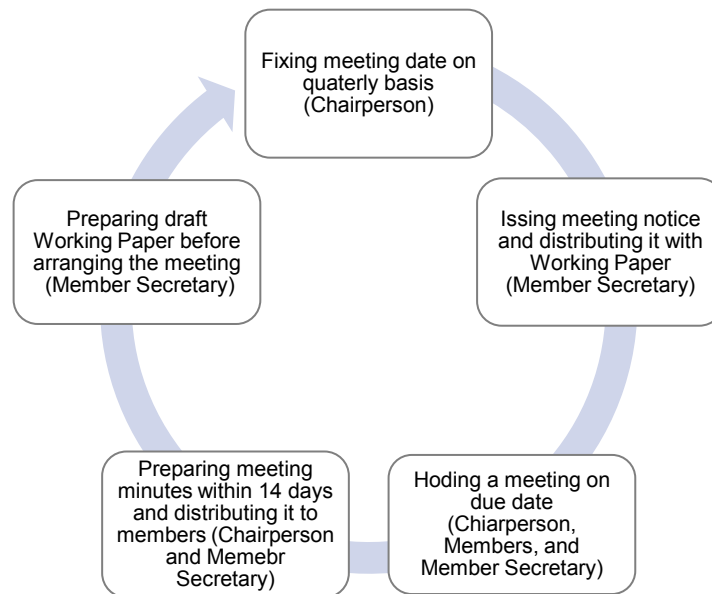 Fixing meeting date on
quaterly basis
(Chairperson)
Issing meeting notice
and distributing it with
Working Paper
(Member Secretary)
Hoding a meeting on
due date
(Chiarperson,
Members, and
Member Secretary)
Preparing meeting
minutes within 14 days
and distributing it to
members (Chairperson
and Memebr
Secretary)
Preparing draft
Working Paper before
arranging the meeting
(Member Secretary)